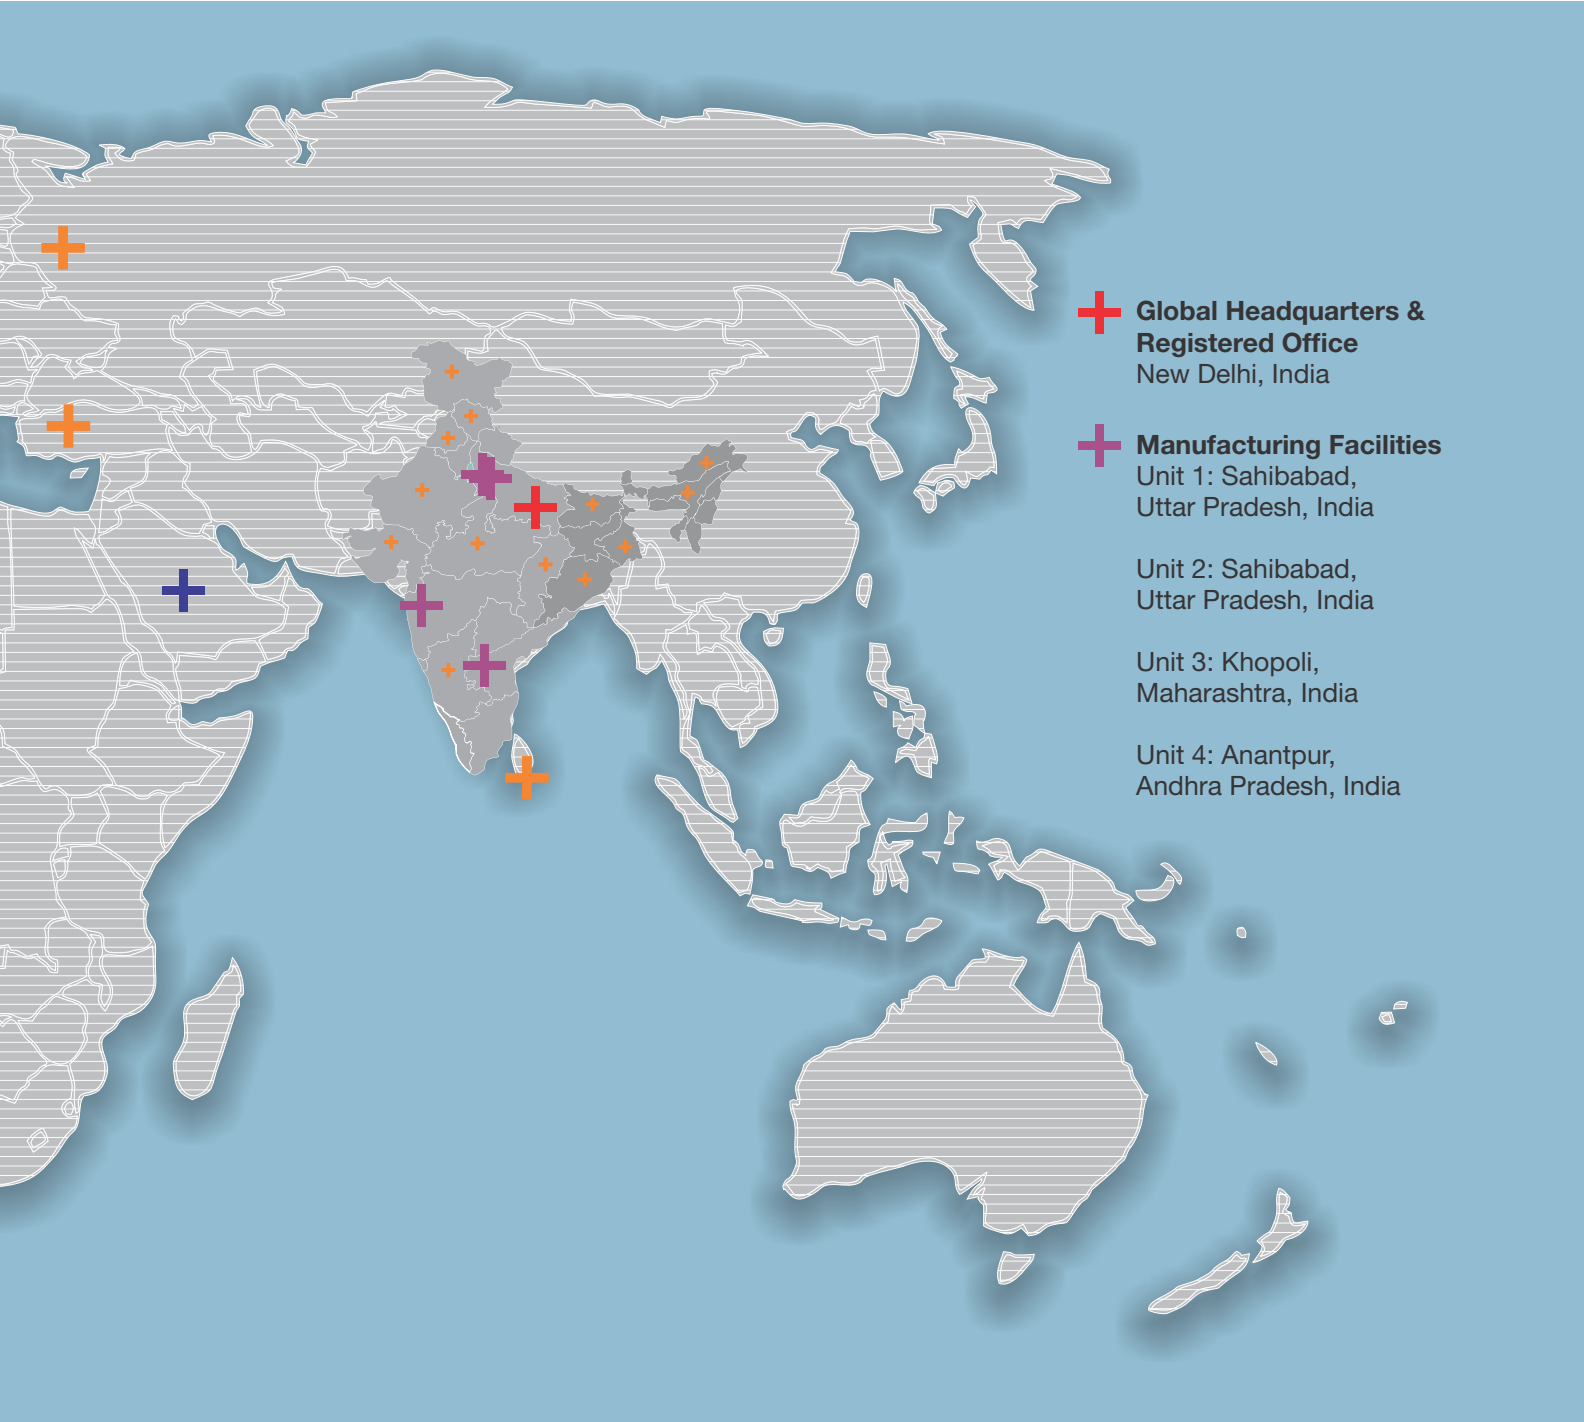 Global Headquarters &
Registered Office
New Delhi, India
Manufacturing Facilities
Unit 1: Sahibabad,
Uttar Pradesh, India
Unit 2: Sahibabad,
Uttar Pradesh, India
Unit 3: Khopoli,
Maharashtra, India
Unit 4: Anantpur,
Andhra Pradesh, India